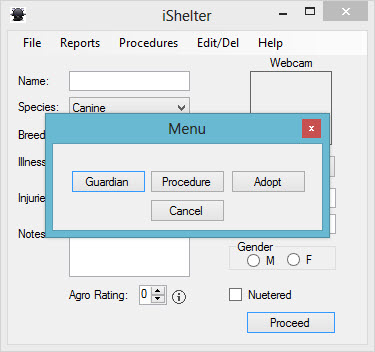 iShelter
File Reports Procedures Edit/Del Help
Webcam
Name:
Species: Canine
Breed
Menu
x
Illness
Guardian Procedure Adopt
Injurie
Cancel
Notes
Gender
M F
Agro Rating: 0 Nuetered
Proceed